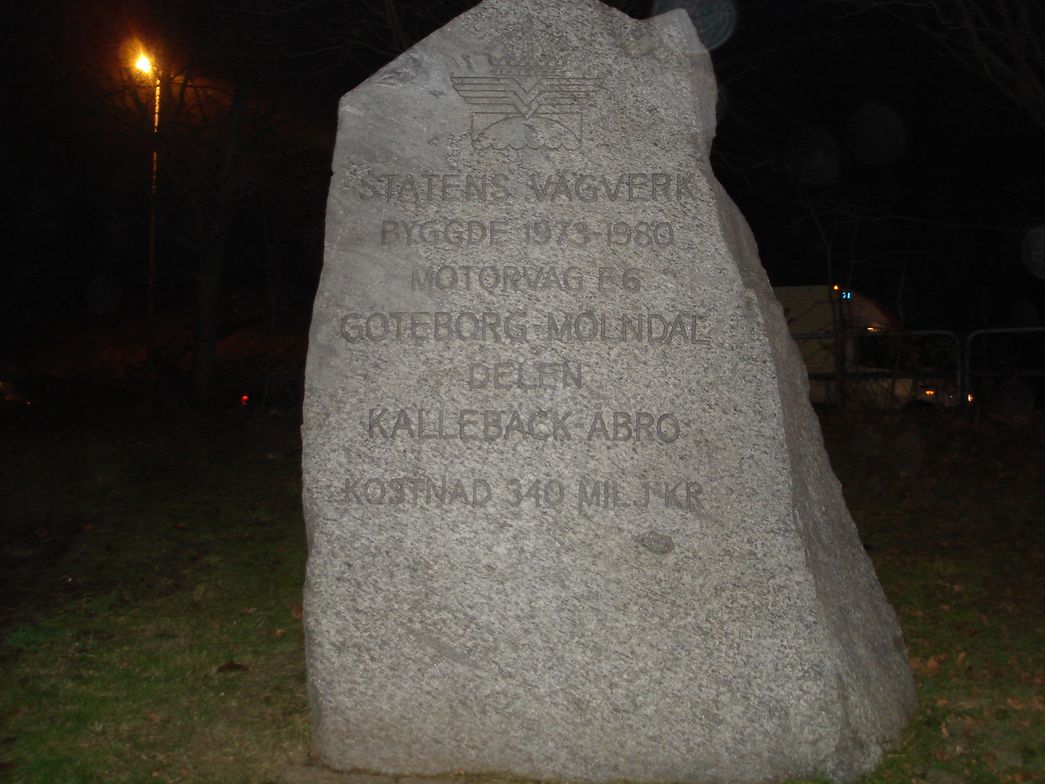 STATENS VÄGVERK
BYGGDE 1973-1980
MOTORVÄG E6
GÖTEBORG-MÖLNDAL
DELEN
KALLEBÄCK-ÅBRO
KOSTNAD 340 MILJ KR